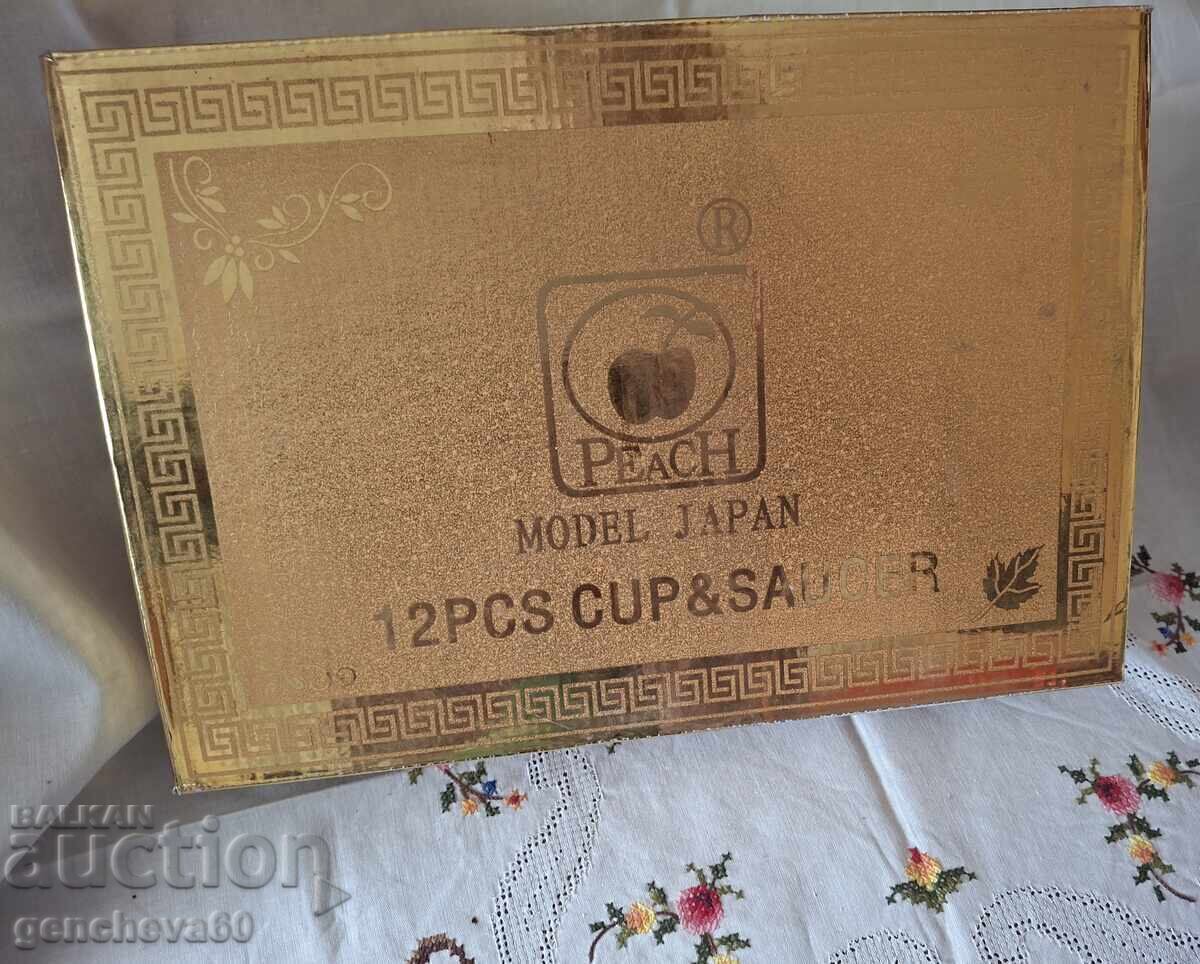 ®
PEACH
MODEL JAPAN
12PCS CUP&SAUCER
BALKAN
auction
gencheva60